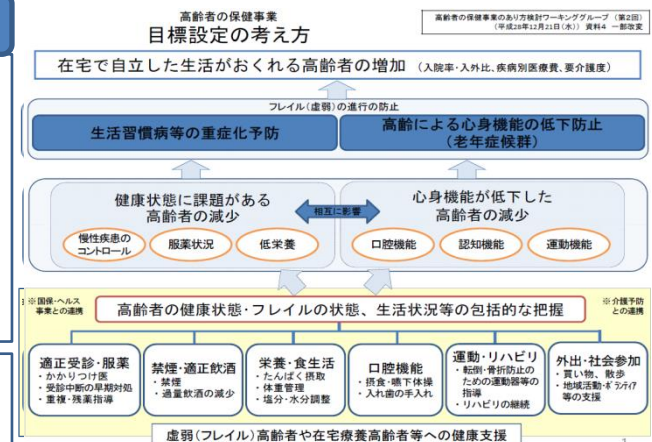 高齢者の保健事業
目標設定の考え方
高齢者の保健事業のあり方検討ワーキンググループ（第2回）
（平成28年12月21日（水）） 資料4 一部改変
在宅で自立した生活がおくれる高齢者の増加 （入院率・入外比、疾病別医療費、要介護度）
フレイル（虚弱）の進行の防止
生活習慣病等の重症化予防
高齢による心身機能の低下防止
（老年症候群）
健康状態に課題がある
高齢者の減少
相互に影響
心身機能が低下した
高齢者の減少
慢性疾患の
コントロール
服薬状況
低栄養
口腔機能
認知機能
運動機能
※国保・ヘルス
事業との連携
高齢者の健康状態・フレイルの状態、生活状況等の包括的な把握
※介護予防
との連携
適正受診・服薬
・かかりつけ医
・受診中断の早期対処
・重複・残薬指導
禁煙・適正飲酒
・禁煙
・過量飲酒の減少
栄養・食生活
・たんぱく摂取
・体重管理
・塩分・水分調整
口腔機能
・摂食・嚥下体操
・入れ歯の手入れ
運動・リハビリ
・転倒・骨折防止の
ための運動器等の
指導
・リハビリの継続
外出・社会参加
・買い物、散歩
・地域活動・ボランティア
等の支援
虚弱（フレイル）高齢者や在宅療養高齢者等への健康支援
1